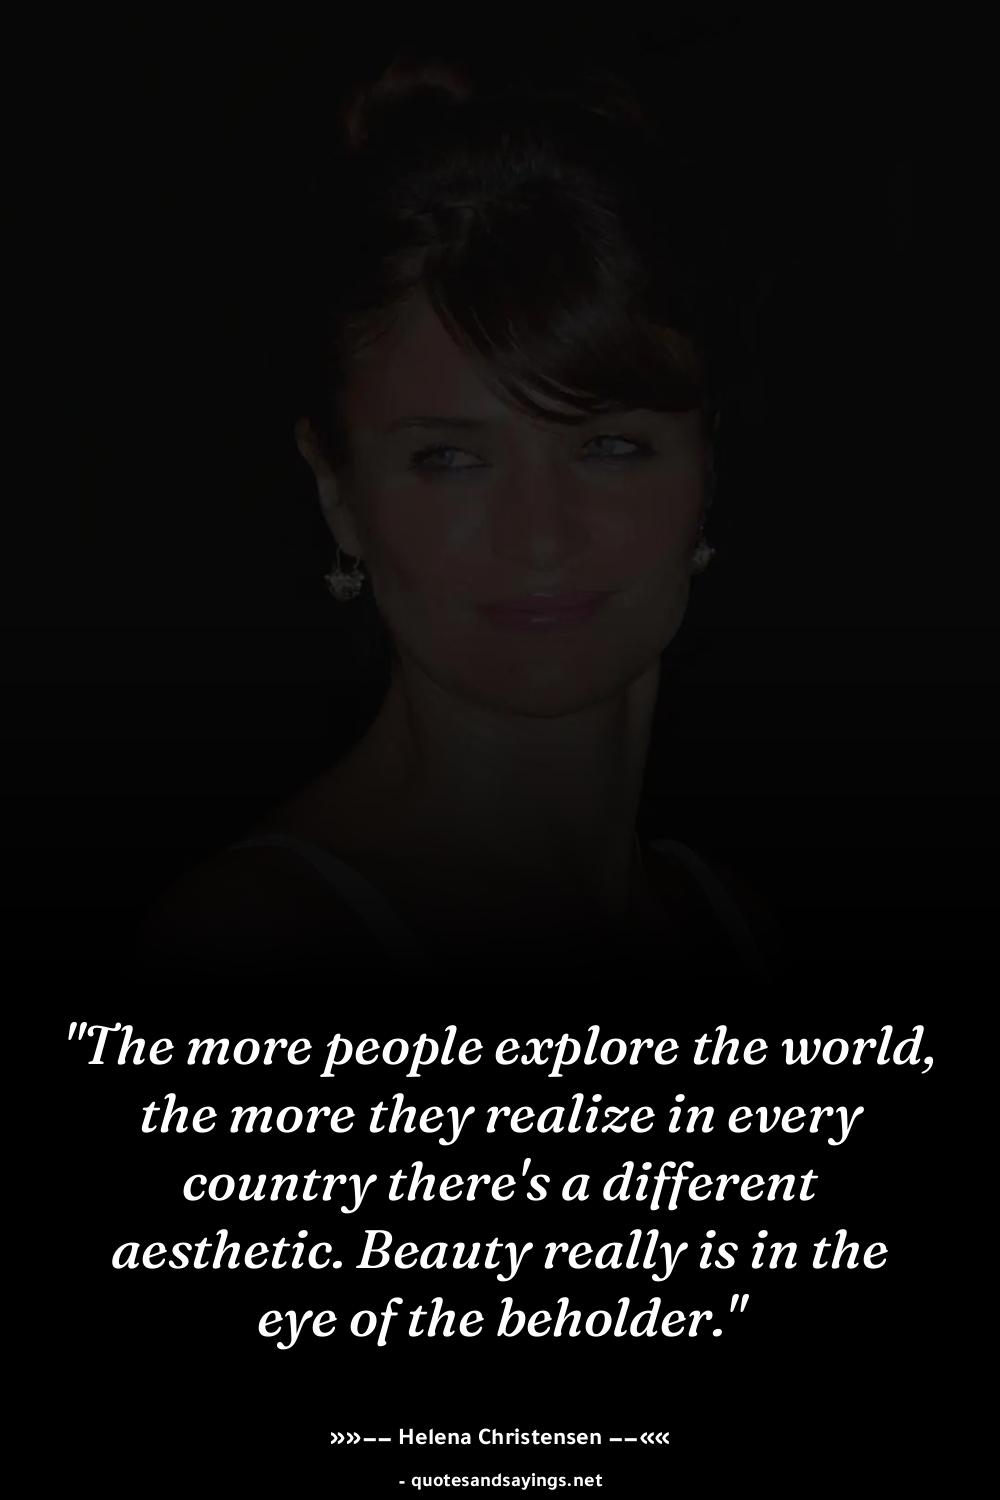 "The more people explore the world,
the more they realize in every
country there's a different
aesthetic. Beauty really is in the
eye of the beholder."
»»–– Helena Christensen ––««
- quotesandsayings.net